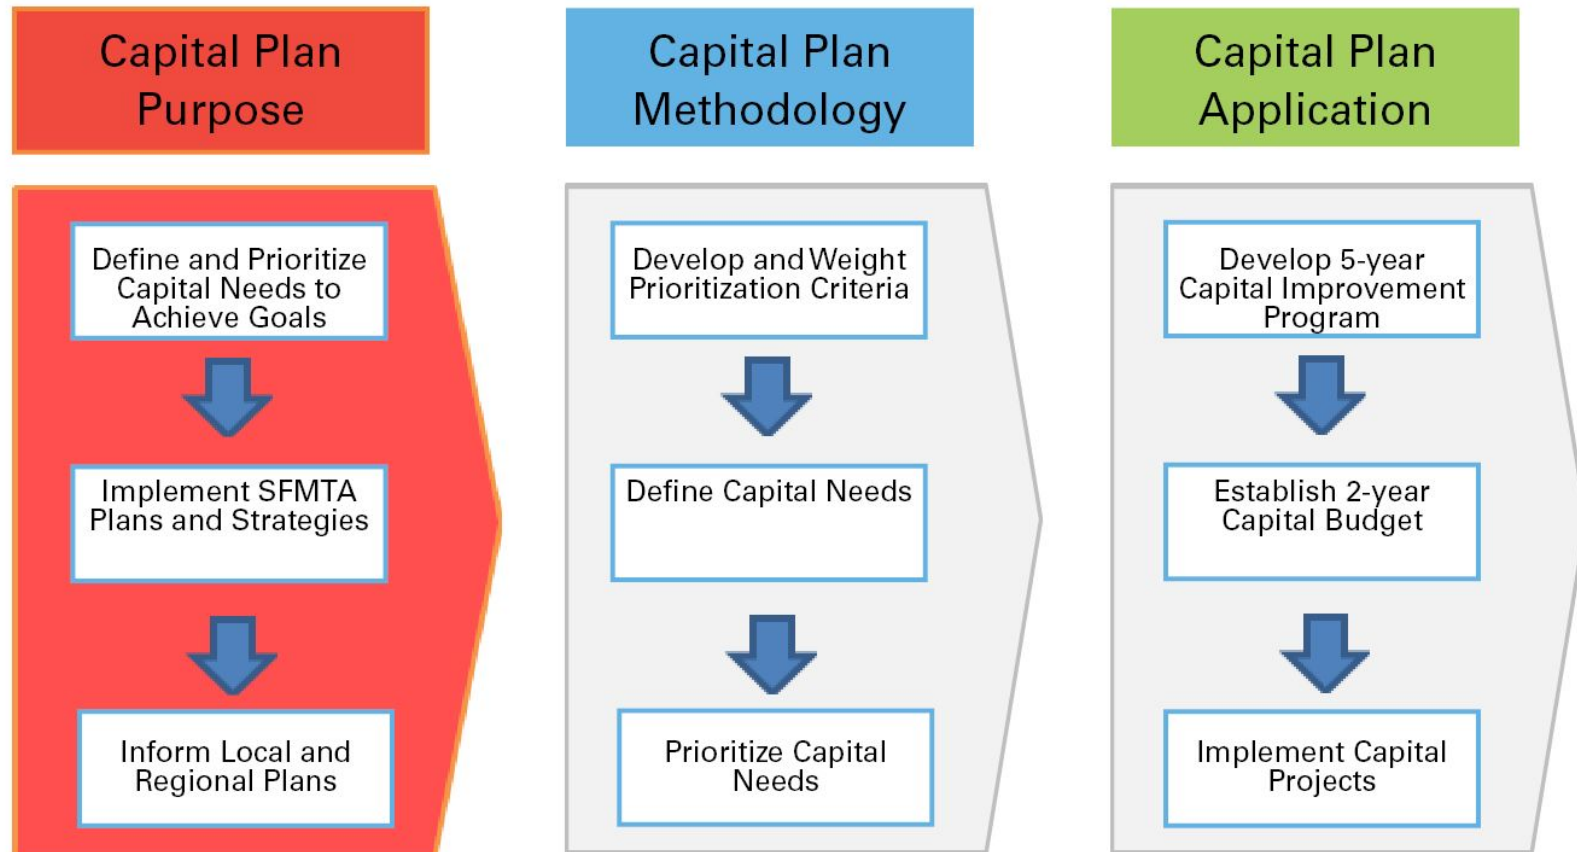 Capital Plan
Purpose
Define and Prioritize
Capital Needs to
Achieve Goals
Implement SFMTA
Plans and Strategies
Inform Local and
Regional Plans
Capital Plan
Methodology
Develop and Weight
Prioritization Criteria
Define Capital Needs
Prioritize Capital
Needs
Capital Plan
Application
Develop 5-year
Capital Improvement
Program
Establish 2-year
Capital Budget
Implement Capital
Projects